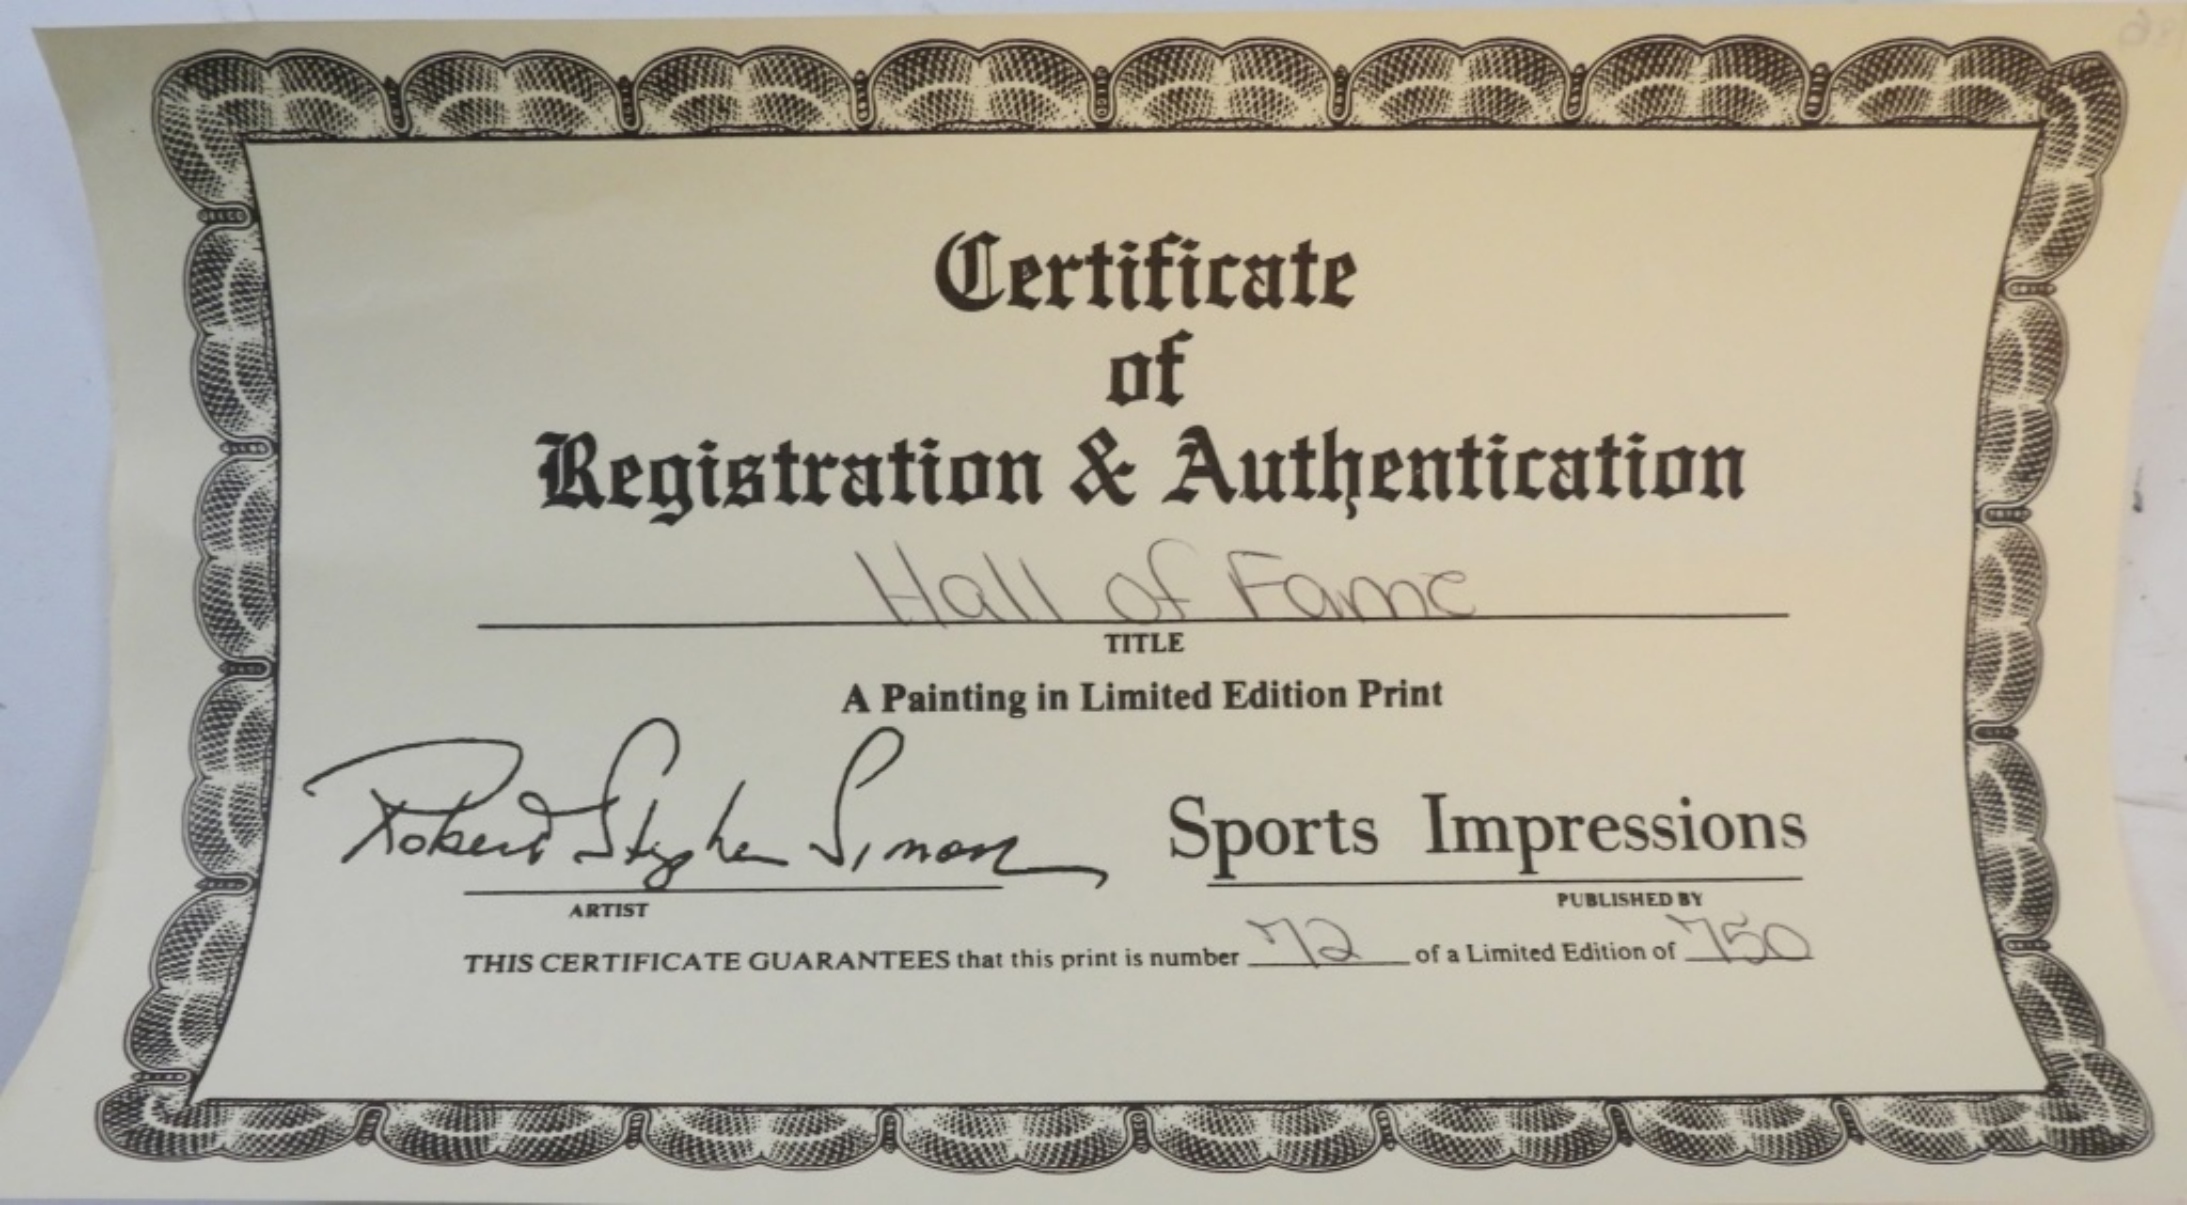 Certificate
of
Registration & Authentication
Hall of Fame
TITLE
A Painting in Limited Edition Print
Robert Stephen Simon
Sports Impressions
ARTIST
PUBLISHED BY
THIS CERTIFICATE GUARANTEES that this print is number 72 of a Limited Edition of 750